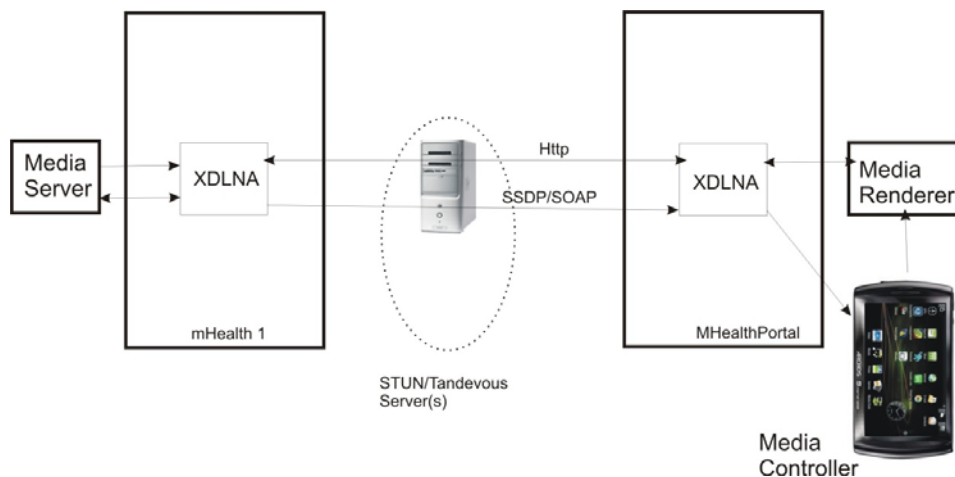 Media
Server
XDLNA
mHealth 1
Http
SSDP/SOAP
STUN/Tandevous
Server(s)
XDLNA
MHealthPortal
Media
Renderer
Media
Controller